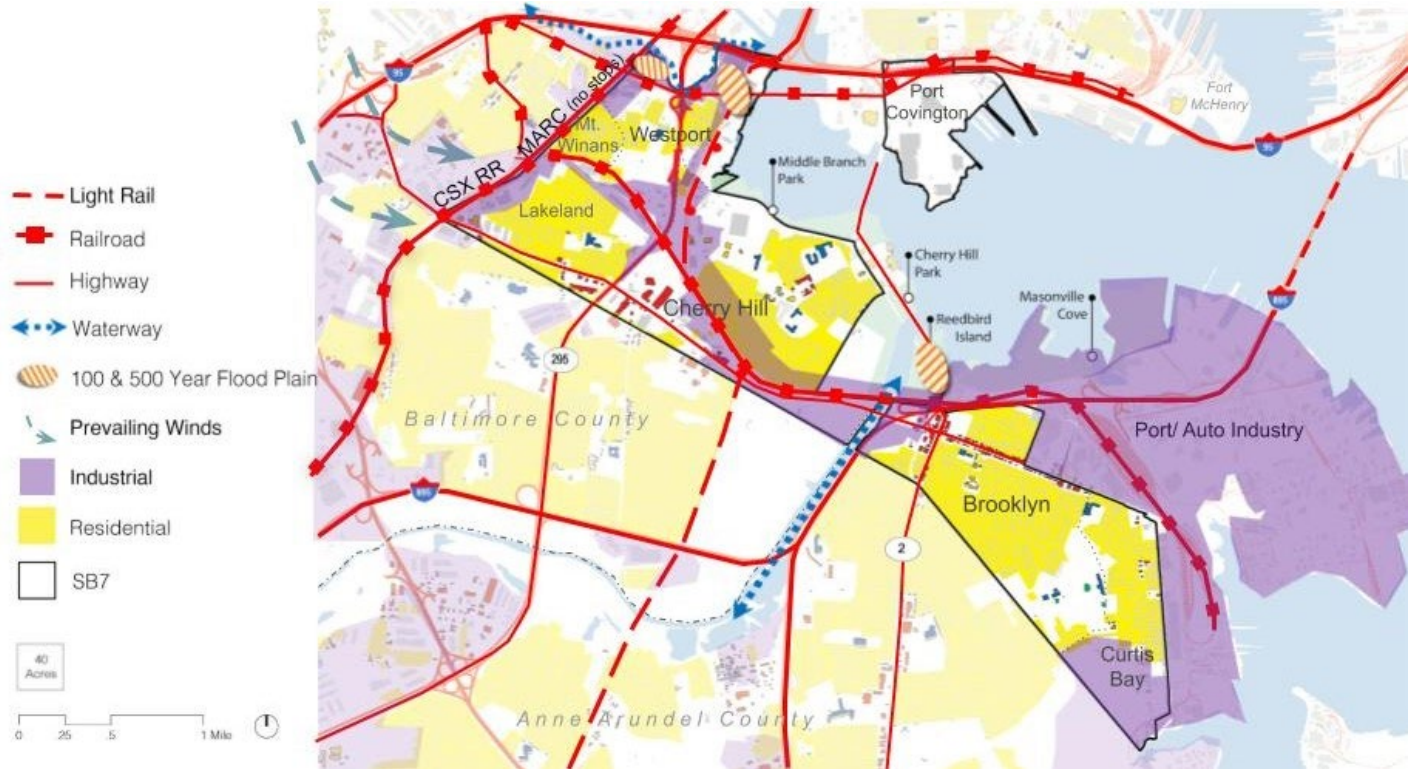 Light Rail
Railroad
Highway
Waterway
100 & 500 Year Flood Plain
Prevailing Winds
Industrial
Residential
SB7
40
Acres
0 .25 .5 1 Mile
95
CSX RR
MARC (no stops)
Mt.
Winans
Westport
Lakeland
Cherry Hill
Middle Branch
Park
Port
Covington
Fort
McHenry
95
Cherry Hill
Park
Reedbird
Island
Masonville
Cove
895
295
Baltimore County
895
Port/ Auto Industry
Brooklyn
2
Curtis
Bay
Anne Arundel County